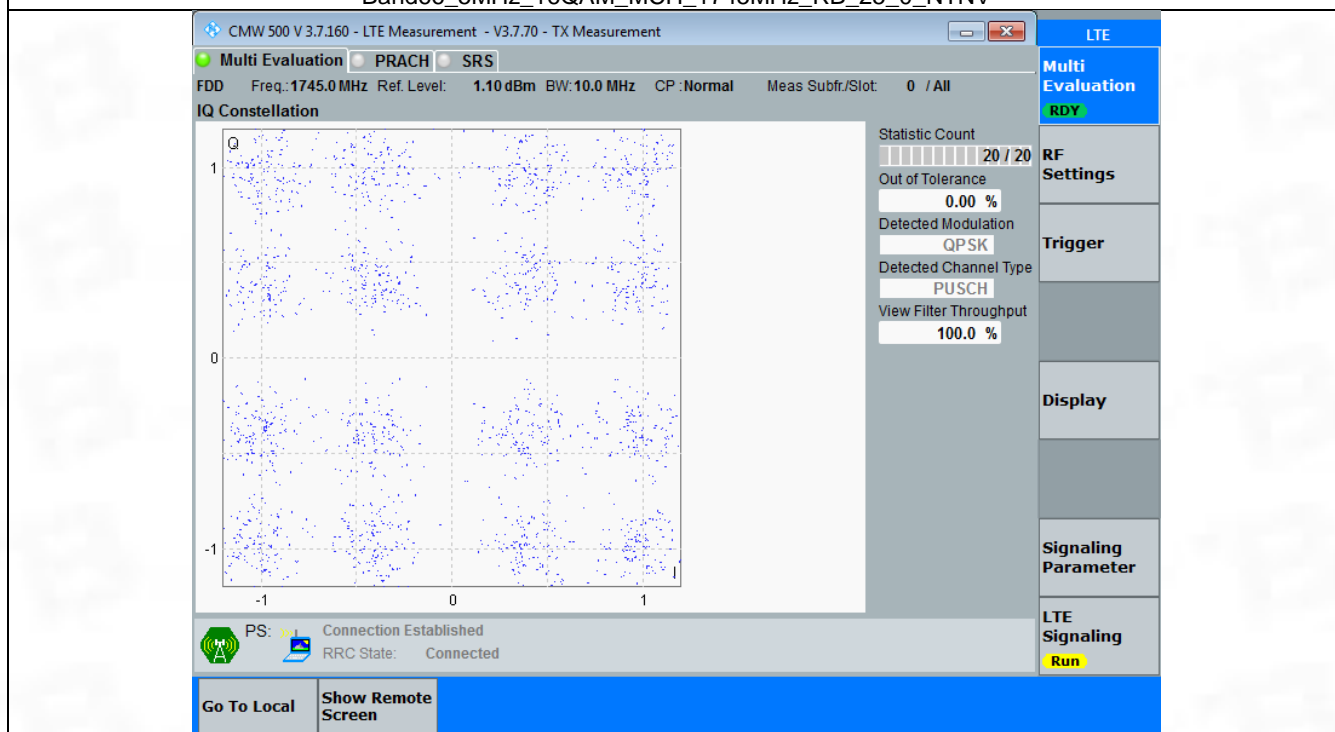 CMW 500 V 3.7.160 - LTE Measurement - V3.7.70 - TX Measurement
LTE
Multi Evaluation PRACH SRS
Multi Evaluation
RDY
FDD Freq.:1745.0 MHz Ref. Level: 1.10 dBm BW:10.0 MHz CP :Normal Meas Subfr./Slot: 0 / All
IQ Constellation
Q
1
0
-1
-1 0 1
I
Statistic Count
20 / 20
Out of Tolerance
0.00 %
Detected Modulation
QPSK
Detected Channel Type
PUSCH
View Filter Throughput
100.0 %
RF
Settings
Trigger
Display
Signaling
Parameter
LTE
Signaling
Run
PS: Connection Established
RRC State: Connected
Go To Local
Show Remote
Screen